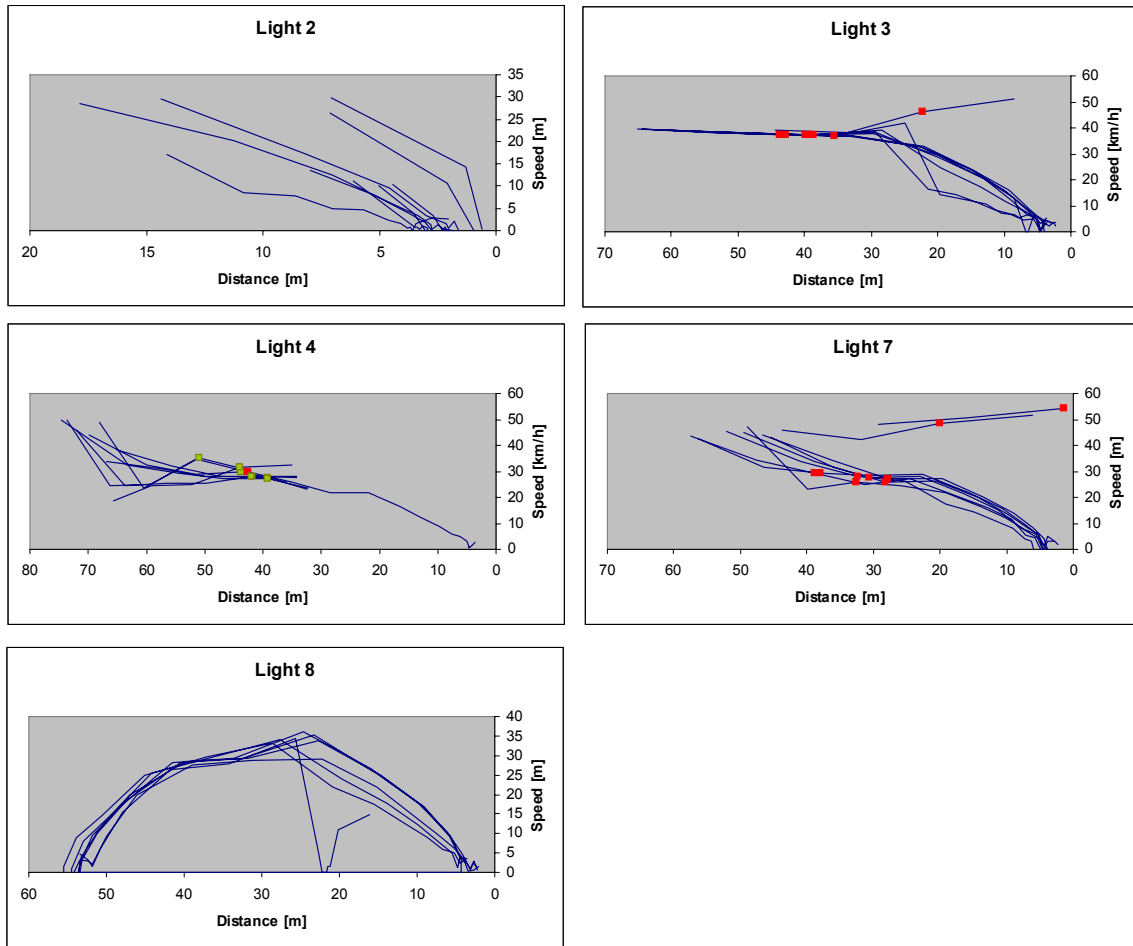 Light 2
35
30
25
20
15
10
5
0
Speed [m]
20 15 10 5 0
Distance [m]
Light 3
60
50
40
30
20
10
0
Speed [km/h]
70 60 50 40 30 20 10 0
Distance [m]
Light 4
60
50
40
30
20
10
0
Speed [km/h]
80 70 60 50 40 30 20 10 0
Distance [m]
Light 7
60
50
40
30
20
10
0
Speed [m]
70 60 50 40 30 20 10 0
Distance [m]
Light 8
40
35
30
25
20
15
10
5
0
Speed [m]
60 50 40 30 20 10 0
Distance [m]